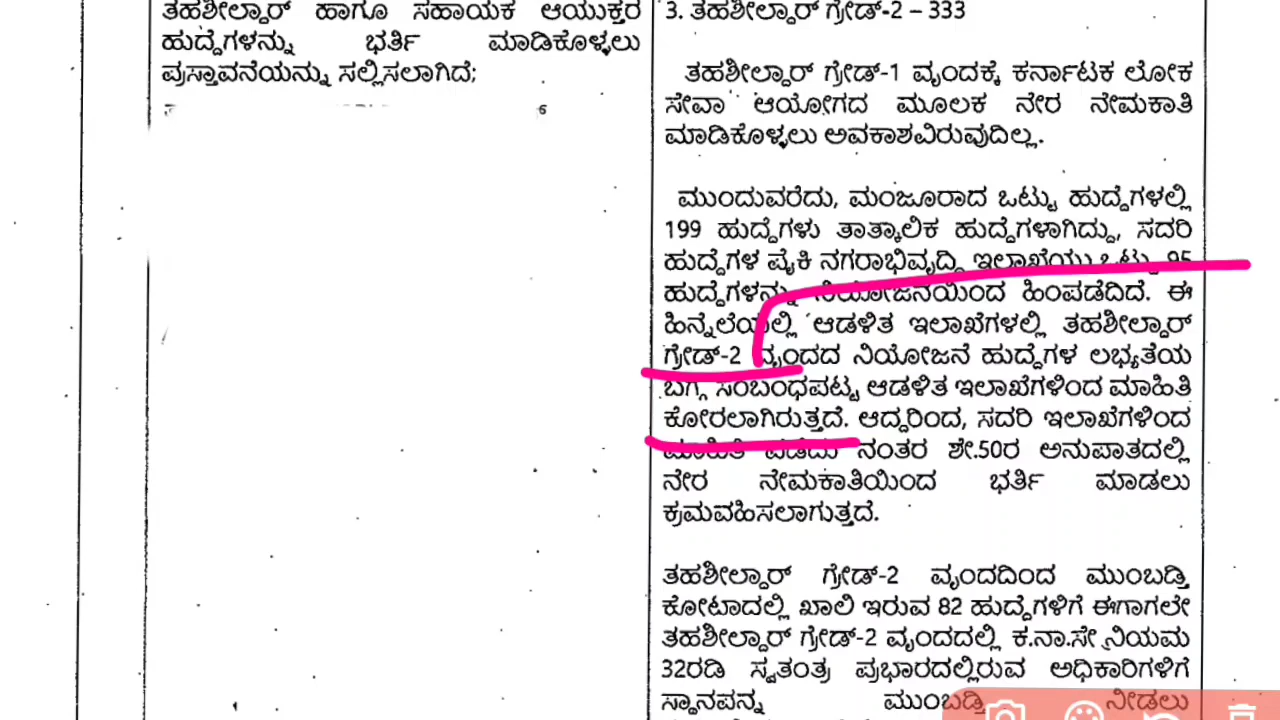 ತಹಶೀಲ್ದಾರ್ ಹಾಗೂ ಸಹಾಯಕ ಆಯುಕ್ತರ
ಹುದ್ದೆಗಳನ್ನು ಭರ್ತಿ ಮಾಡಿಕೊಳ್ಳಲು
ಪ್ರಸ್ತಾವನೆಯನ್ನು ಸಲ್ಲಿಸಲಾಗಿದೆ;
3. ತಹಶೀಲ್ದಾರ್ ಗ್ರೇಡ್-2 – 333
ತಹಶೀಲ್ದಾರ್ ಗ್ರೇಡ್-1 ವೃಂದಕ್ಕೆ ಕರ್ನಾಟಕ ಲೋಕ
ಸೇವಾ ಆಯೋಗದ ಮೂಲಕ ನೇರ ನೇಮಕಾತಿ
ಮಾಡಿಕೊಳ್ಳಲು ಅವಕಾಶವಿರುವುದಿಲ್ಲ.
ಮುಂದುವರೆದು, ಮಂಜೂರಾದ ಒಟ್ಟು ಹುದ್ದೆಗಳಲ್ಲಿ
199 ಹುದ್ದೆಗಳು ತಾತ್ಕಾಲಿಕ ಹುದ್ದೆಗಳಾಗಿದ್ದು, ಸದರಿ
ಹುದ್ದೆಗಳ ಪೈಕಿ ನಗರಾಭಿವೃದ್ಧಿ ಇಲಾಖೆಯು ಒಟ್ಟು 95
ಹುದ್ದೆಗಳನ್ನು ನಿಯೋಜನೆಯಿಂದ ಹಿಂಪಡೆದಿದೆ. ಈ
ಹಿನ್ನೆಲೆಯಲ್ಲಿ ಆಡಳಿತ ಇಲಾಖೆಗಳಲ್ಲಿ ತಹಶೀಲ್ದಾರ್
ಗ್ರೇಡ್-2 ವೃಂದದ ನಿಯೋಜನೆ ಹುದ್ದೆಗಳ ಲಭ್ಯತೆಯ
ಬಗ್ಗೆ ಸಂಬಂಧಪಟ್ಟ ಆಡಳಿತ ಇಲಾಖೆಗಳಿಂದ ಮಾಹಿತಿ
ಕೋರಲಾಗಿರುತ್ತದೆ. ಆದ್ದರಿಂದ, ಸದರಿ ಇಲಾಖೆಗಳಿಂದ
ಮಾಹಿತಿ ಪಡೆದು ನಂತರ ಶೇ.50ರ ಅನುಪಾತದಲ್ಲಿ
ನೇರ ನೇಮಕಾತಿಯಿಂದ ಭರ್ತಿ ಮಾಡಲು
ಕ್ರಮವಹಿಸಲಾಗುತ್ತದೆ.
ತಹಶೀಲ್ದಾರ್ ಗ್ರೇಡ್-2 ವೃಂದದಿಂದ ಮುಂಬಡ್ತಿ
ಕೋಟಾದಲ್ಲಿ ಖಾಲಿ ಇರುವ 82 ಹುದ್ದೆಗಳಿಗೆ ಈಗಾಗಲೇ
ತಹಶೀಲ್ದಾರ್ ಗ್ರೇಡ್-2 ವೃಂದದಲ್ಲಿ ಕ.ನಾ.ಸೇ.ನಿಯಮ
32ರಡಿ ಸ್ವತಂತ್ರ ಪ್ರಭಾರದಲ್ಲಿರುವ ಅಧಿಕಾರಿಗಳಿಗೆ
ಸ್ಥಾನಪನ್ನ ಮುಂಬಡ್ತಿ ನೀಡಲು